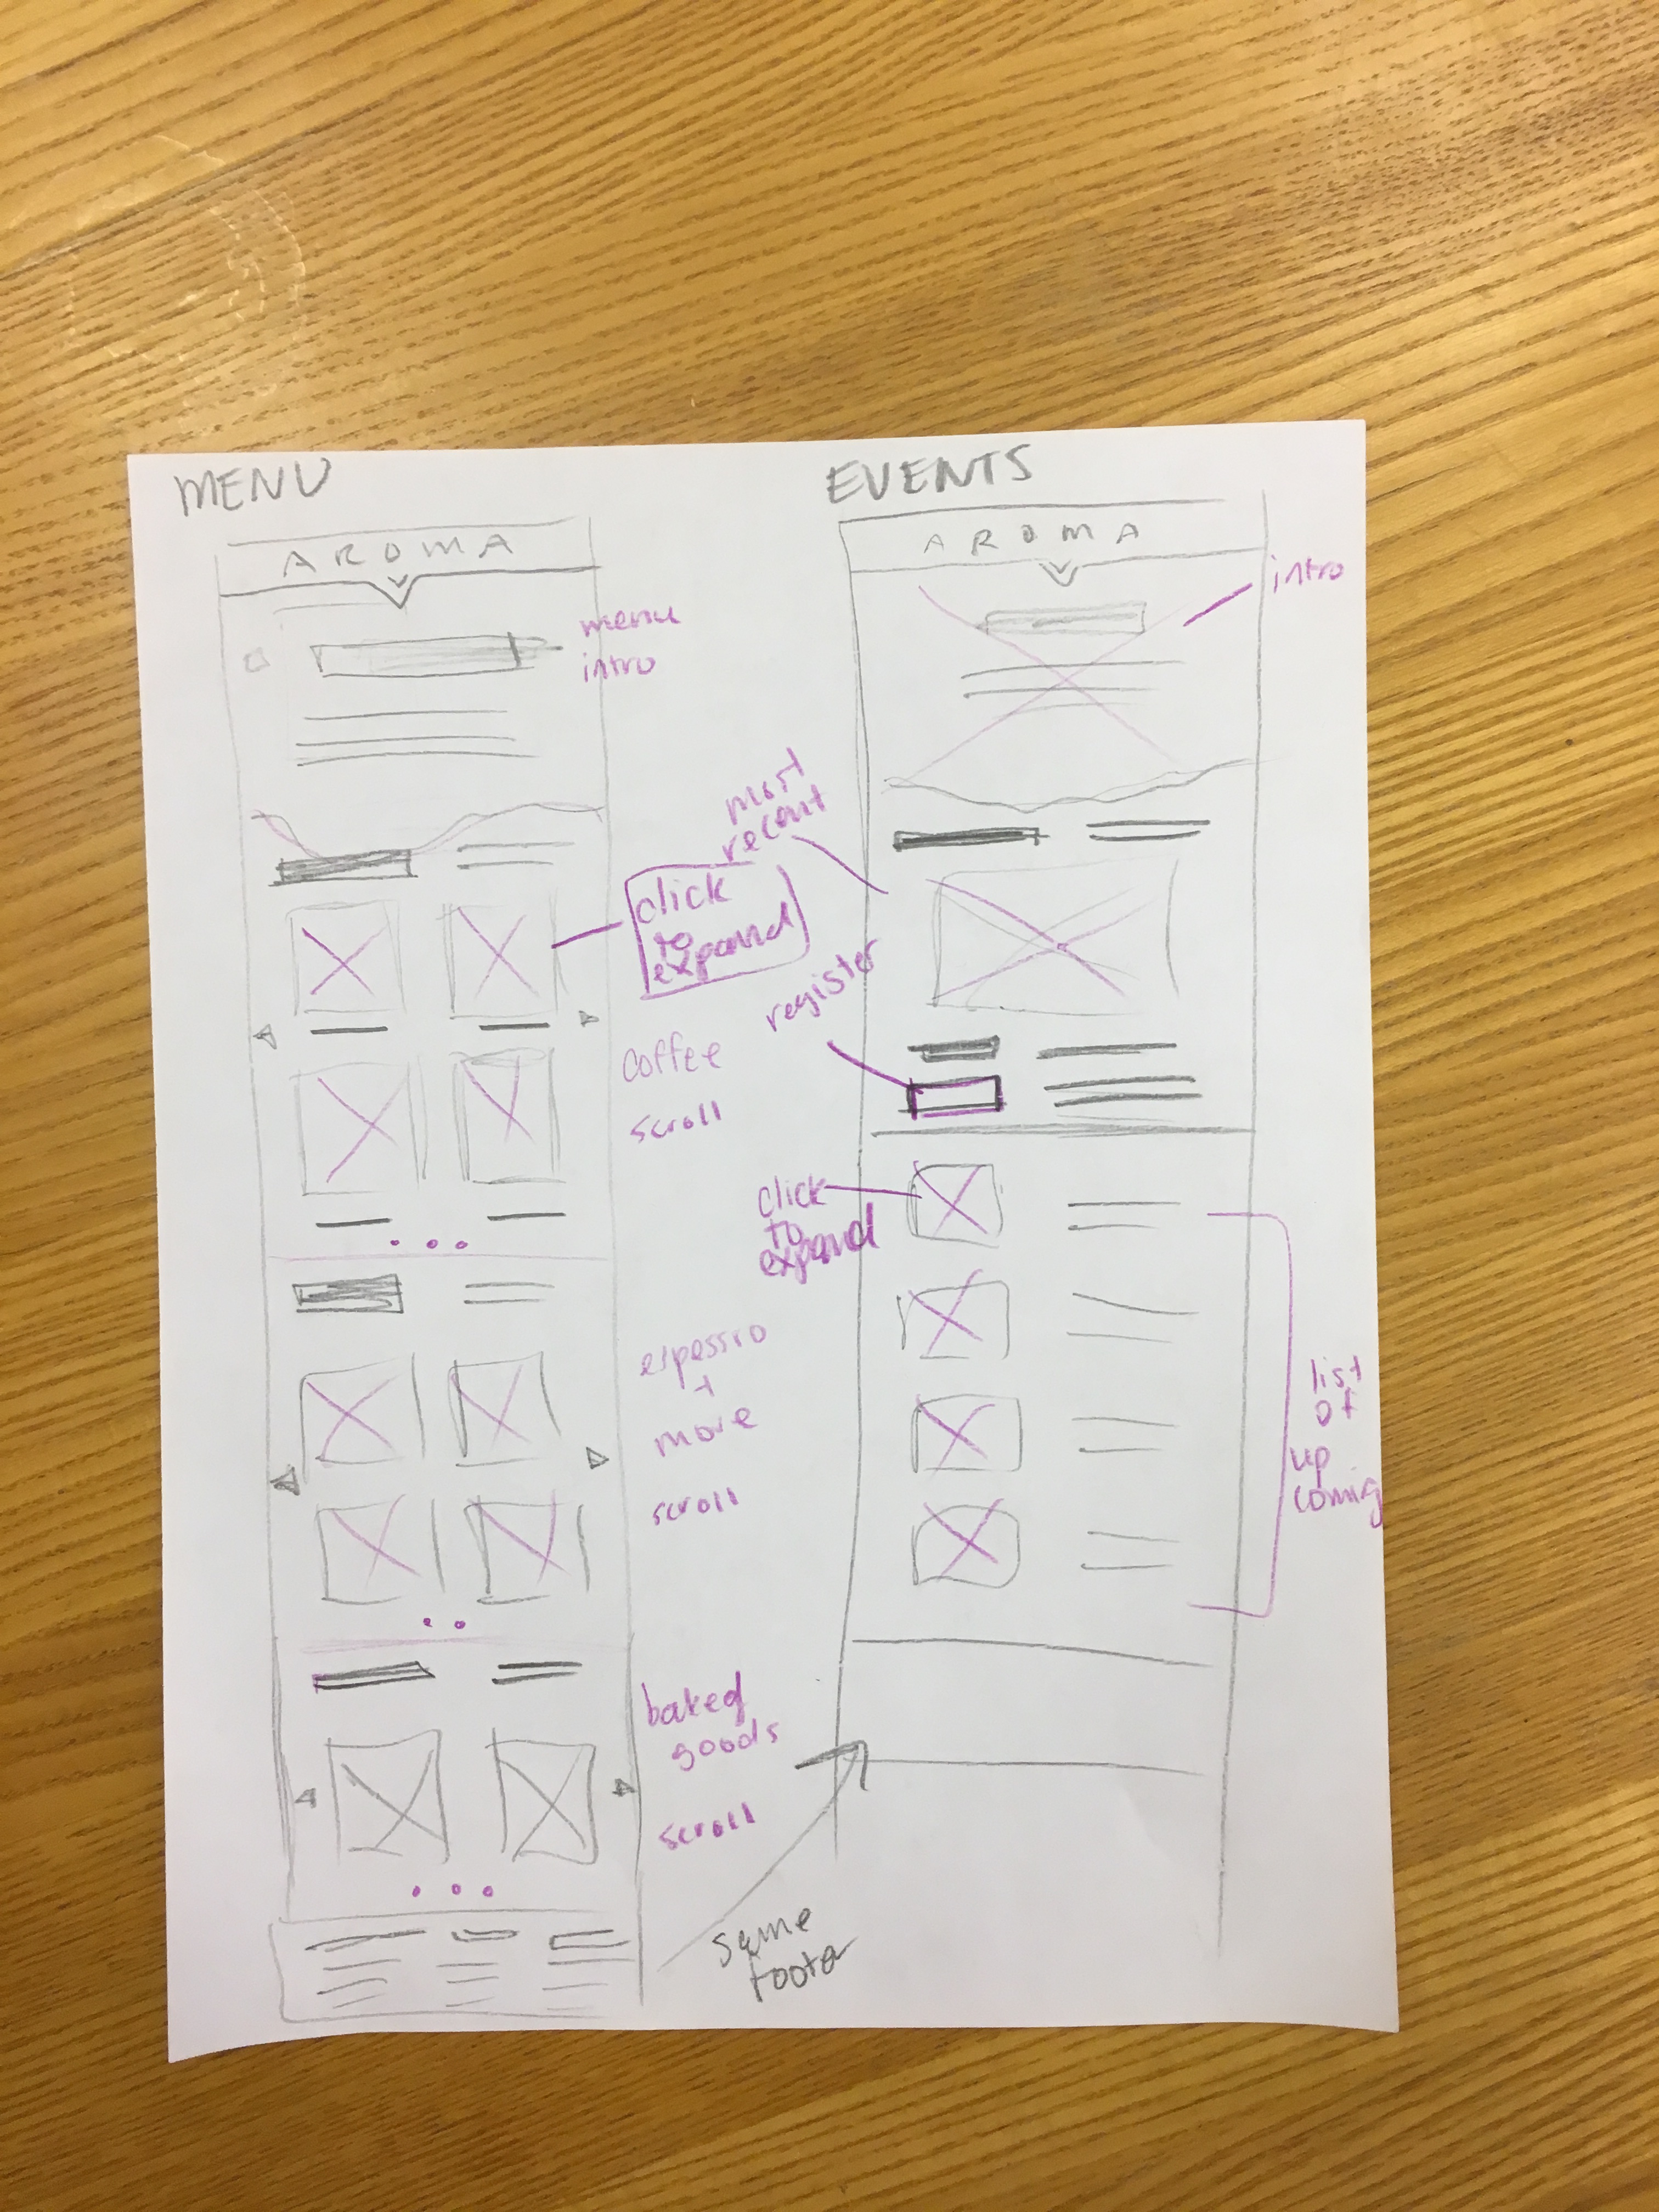 MENU
AROMA
menu
intro
click
to
expand
coffee
scroll
espessro
+
more
scroll
baked
goods
scroll
same
footer
EVENTS
AROMA
intro
most
recent
register
click
to
expand
list
of
up
coming